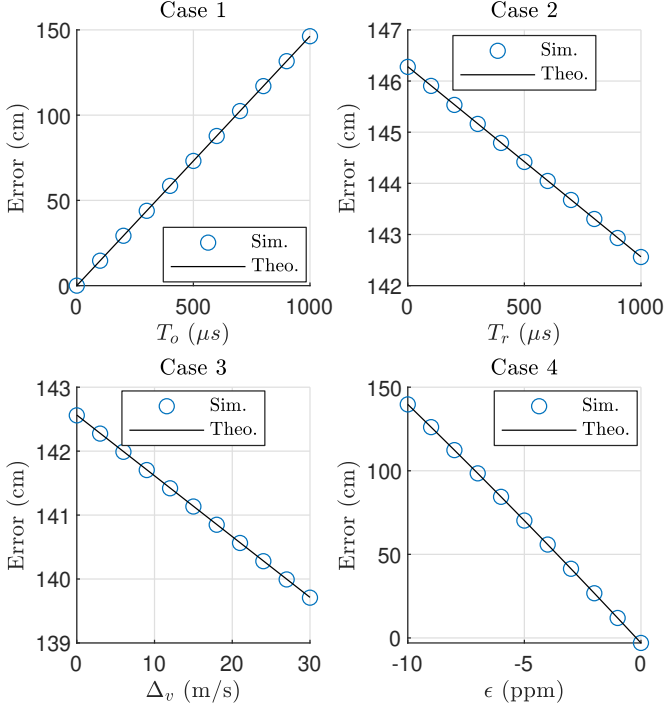 Case 1
150
100
50
0
0
500
1000
Error (cm)
T_o (μs)
Sim.
Theo.
Case 2
147
146
145
144
143
142
0
500
1000
Error (cm)
T_r (μs)
Sim.
Theo.
Case 3
143
142
141
140
139
0
10
20
30
Error (cm)
Δ_v (m/s)
Sim.
Theo.
Case 4
150
100
50
0
-10
-5
0
Error (cm)
ϵ (ppm)
Sim.
Theo.